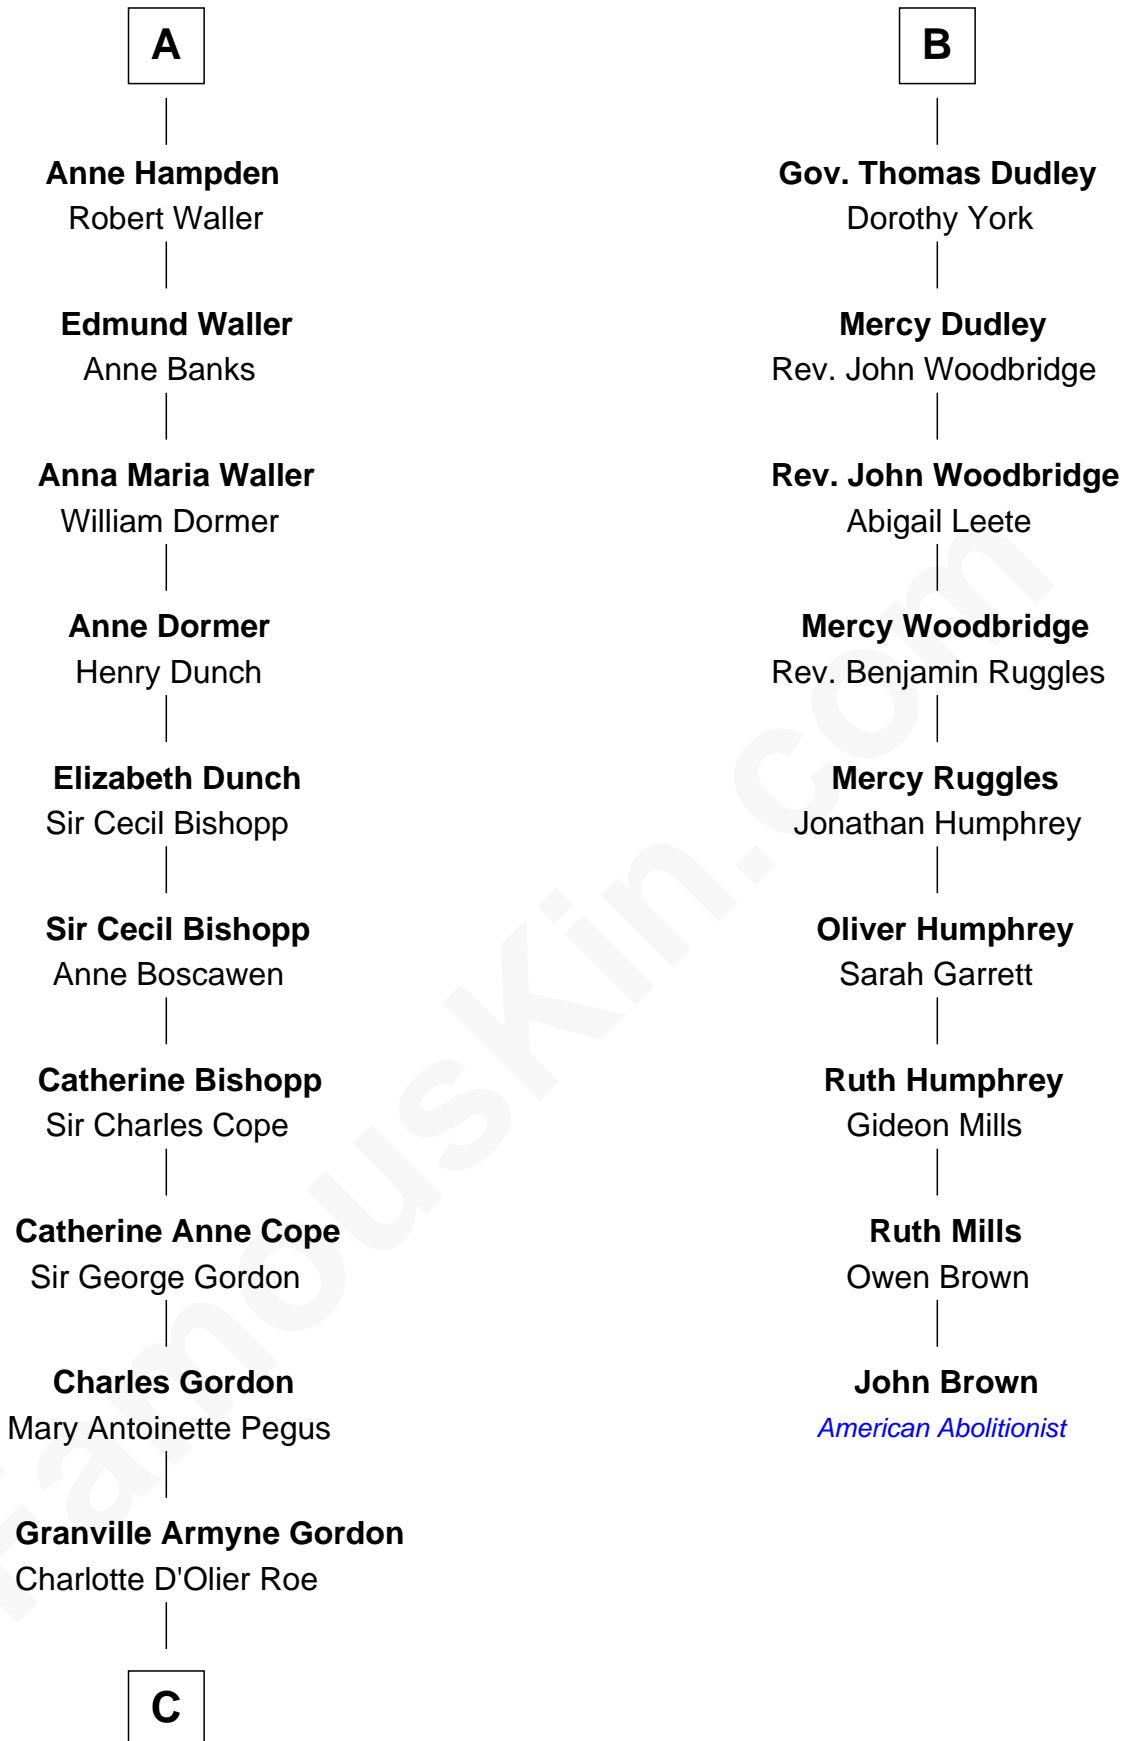 A
Anne Hampden
Robert Waller
Edmund Waller
Anne Banks
Anna Maria Waller
William Dormer
Anne Dormer
Henry Dunch
Elizabeth Dunch
Sir Cecil Bishopp
Sir Cecil Bishopp
Anne Boscawen
Catherine Bishopp
Sir Charles Cope
Catherine Anne Cope
Sir George Gordon
Charles Gordon
Mary Antoinette Pegus
Granville Armyne Gordon
Charlotte D'Olier Roe
C
B
Gov. Thomas Dudley
Dorothy York
Mercy Dudley
Rev. John Woodbridge
Rev. John Woodbridge
Abigail Leete
Mercy Woodbridge
Rev. Benjamin Ruggles
Mercy Ruggles
Jonathan Humphrey
Oliver Humphrey
Sarah Garrett
Ruth Humphrey
Gideon Mills
Ruth Mills
Owen Brown
John Brown
American Abolitionist
FamousKin.com